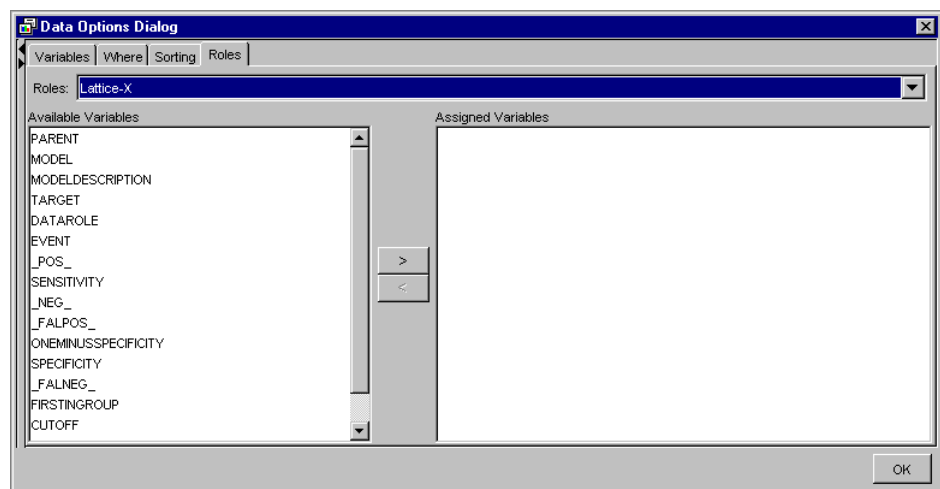 Data Options Dialog
Variables Where Sorting Roles
Roles: Lattice-X
Available Variables Assigned Variables
PARENT
MODEL
MODELDESCRIPTION
TARGET
DATAROLE
EVENT
_POS_
SENSITIVITY
_NEG_
_FALPOS_
ONEMINUSSPECIFICITY
SPECIFICITY
_FALNEG_
FIRSTINGROUP
CUTOFF
>
<
OK